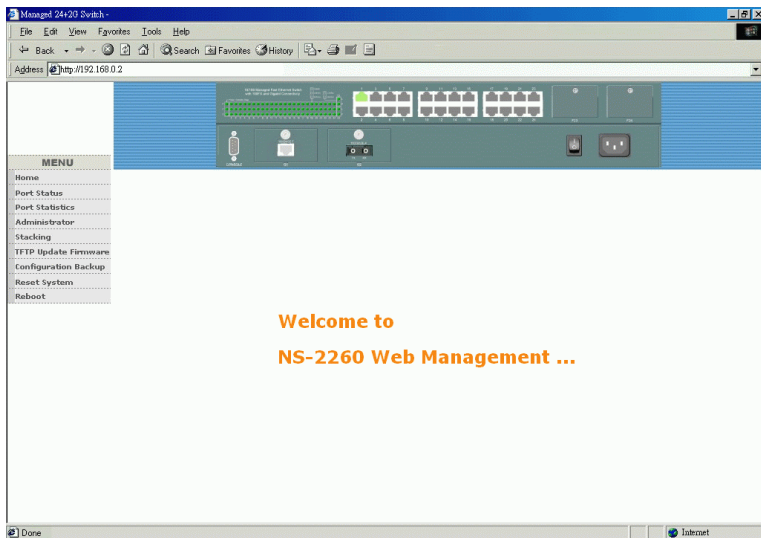 Managed 24+2G Switch -
File Edit View Favorites Tools Help
Back Search Favorites History
Address http://192.168.0.2
CONSOLE
MENU
Home
Port Status
Port Statistics
Administrator
Stacking
TFTP Update Firmware
Configuration Backup
Reset System
Reboot
Welcome to
NS-2260 Web Management ...
Done Internet